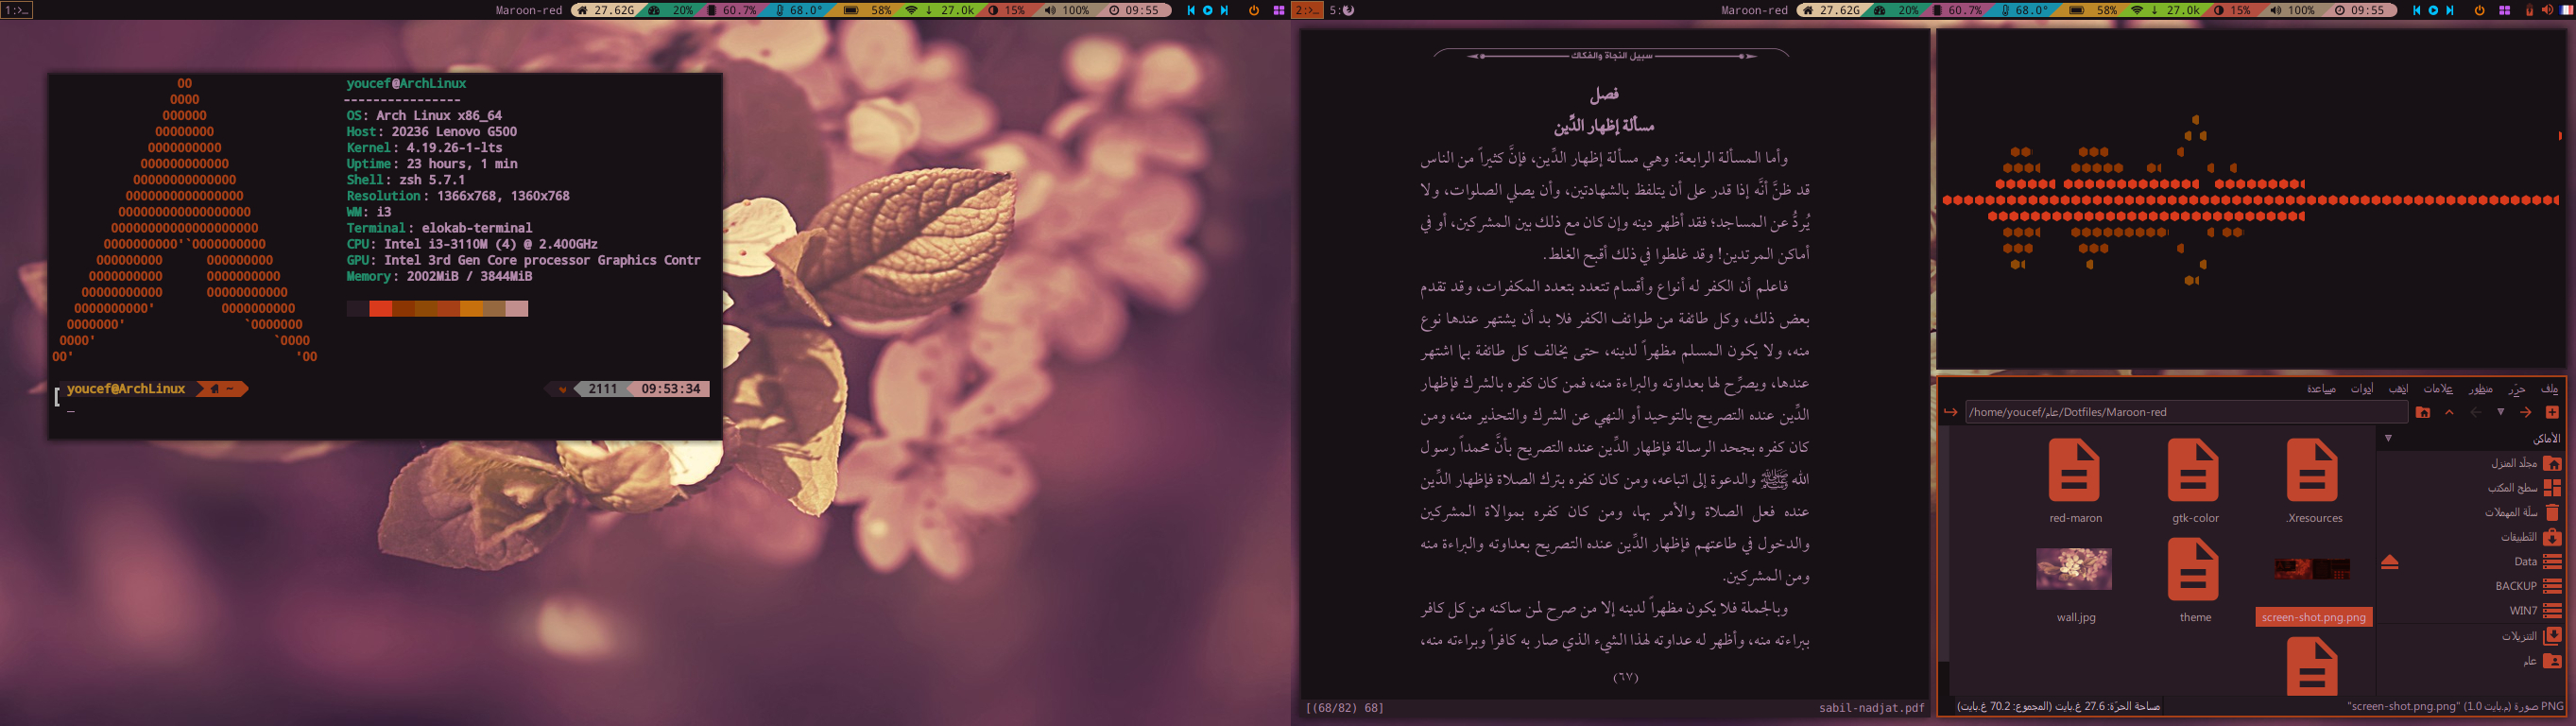 1:>_
Maroon-red 27.62G 20% 60.7% 68.0° 58% ↓ 27.0k 15% 100% 09:55
2:>_ 5:
Maroon-red 27.62G 20% 60.7% 68.0° 58% ↓ 27.0k 15% 100% 09:55
youcef@ArchLinux
----------------
OS: Arch Linux x86_64
Host: 20236 Lenovo G500
Kernel: 4.19.26-1-lts
Uptime: 23 hours, 1 min
Shell: zsh 5.7.1
Resolution: 1366x768, 1360x768
WM: i3
Terminal: elokab-terminal
CPU: Intel i3-3110M (4) @ 2.400GHz
GPU: Intel 3rd Gen Core processor Graphics Contr
Memory: 2002MiB / 3844MiB
youcef@ArchLinux ~ 2111 09:53:34
سبيل النجاة والفكاك
فصل
مسألة إظهار الدِّين
وأما المسألة الرابعة: وهي مسألة إظهار الدِّين، فإنَّ كثيراً من الناس
قد ظنَّ أنَّه إذا قدر على أن يتلفظ بالشهادتين، وأن يصلي الصلوات، ولا
يُردُّ عن المساجد؛ فقد أظهر دينه وإن كان مع ذلك بين المشركين، أو في
أماكن المرتدين! وقد غلطوا في ذلك أقبح الغلط.
فاعلم أن الكفر له أنواع وأقسام تتعدد بتعدد المكفرات، وقد تقدم
بعض ذلك، وكل طائفة من طوائف الكفر فلا بد أن يشتهر عندها نوع
منه، ولا يكون المسلم مظهراً لدينه، حتى يخالف كل طائفة بما اشتهر
عندها، ويصرِّح لها بعداوته والبراءة منه، فمن كان كفره بالشرك فإظهار
الدِّين عنده التصريح بالتوحيد أو النهي عن الشرك والتحذير منه، ومن
كان كفره بجحد الرسالة فإظهار الدِّين عنده التصريح بأنَّ محمداً رسول
الله ﷺ والدعوة إلى اتباعه، ومن كان كفره بترك الصلاة فإظهار الدِّين
عنده فعل الصلاة والأمر بها، ومن كان كفره بموالاة المشركين
والدخول في طاعتهم فإظهار الدِّين عنده التصريح بعداوته والبراءة منه
ومن المشركين.
وبالجملة فلا يكون مظهراً لدينه إلا من صرح لمن ساكنه من كل كافر
ببراءته منه، وأظهر له عداوته لهذا الشيء الذي صار به كافراً وبراءته منه،
(٦٧)
[(68/82) 68] sabil-nadjat.pdf
ملف حرّر منظور علامات اذهب أدوات مساعدة
/home/youcef/عام/Dotfiles/Maroon-red
الأماكن
مجلّد المنزل
سطح المكتب
سلّة المهملات
التّطبيقات
Data
BACKUP
WIN7
التنزيلات
عام
.Xresources gtk-color red-maron
screen-shot.png.png theme wall.jpg
"screen-shot.png.png" (1.0 م.بايت) صورة PNG
مساحة الحرّة: 27.6 غ.بايت (المجموع: 70.2 غ.بايت)